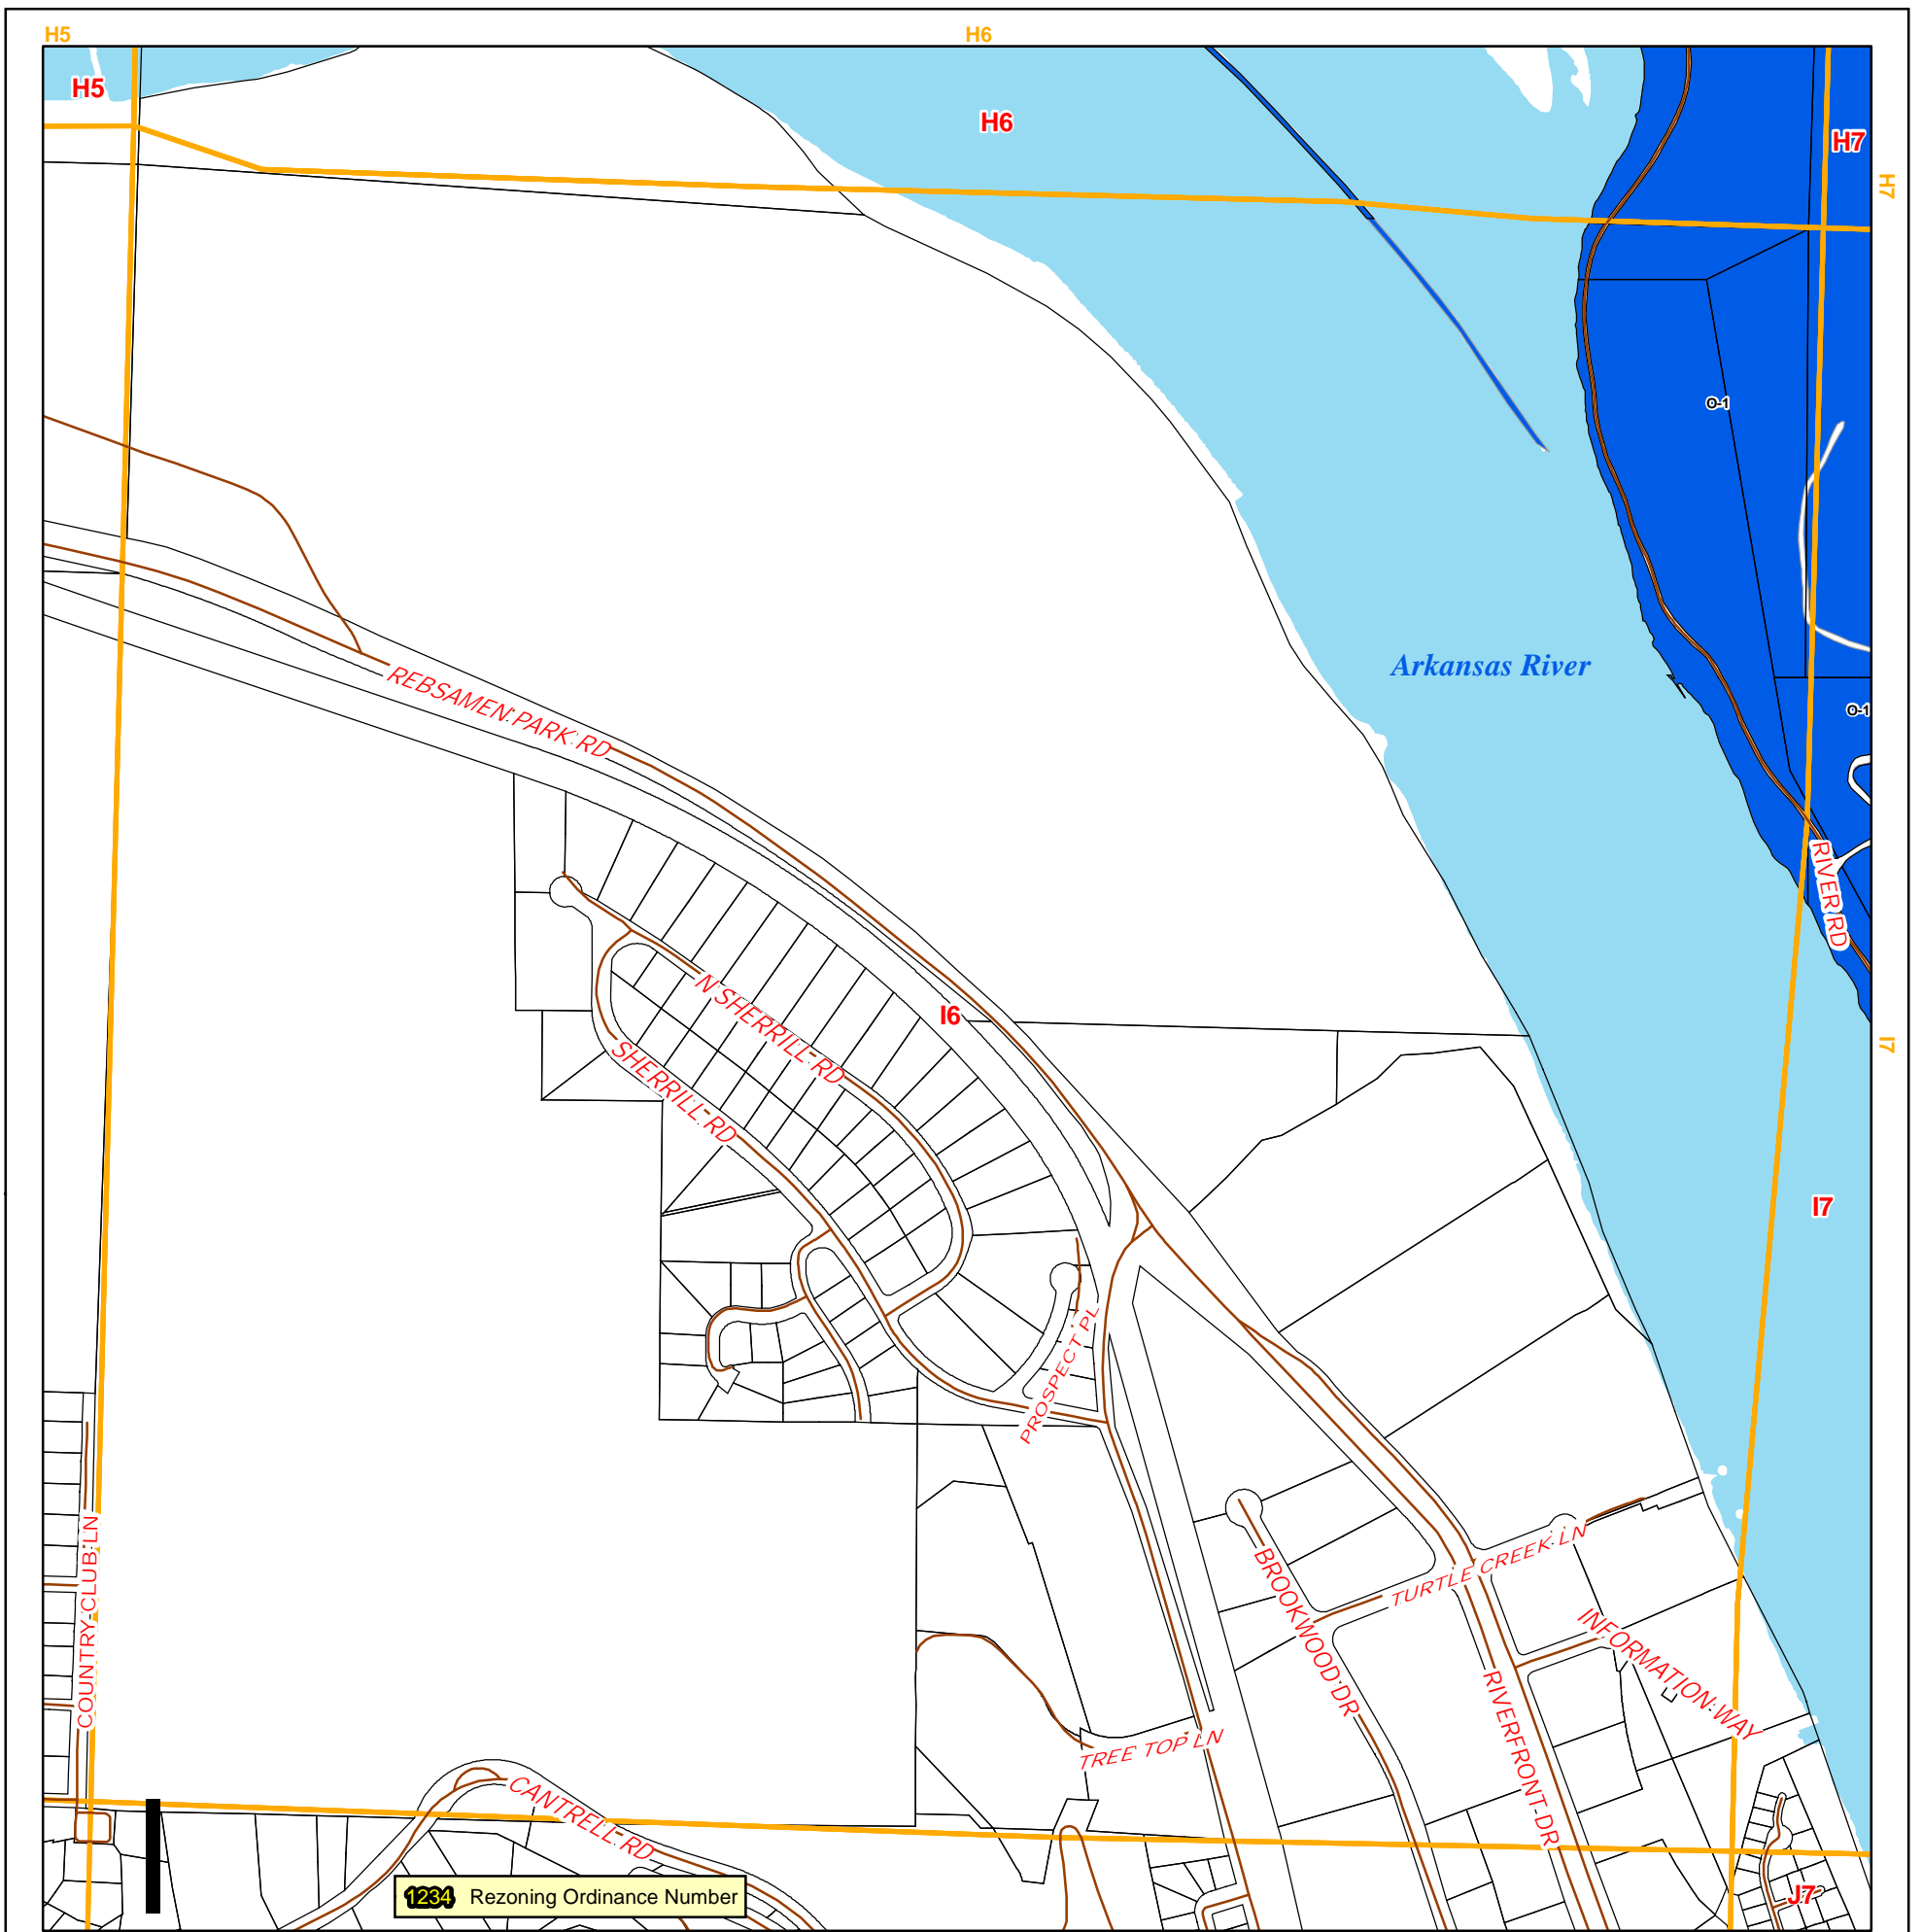 H5
H6
H5
H6
H7
H7
O-1
Arkansas River
REBSAMEN PARK RD
O-1
RIVER RD
N SHERRILL RD
I6
SHERRILL RD
I7
I7
PROSPECT PL
COUNTRY CLUB LN
BROOKWOOD DR
TURTLE CREEK LN
INFORMATION WAY
RIVERFRONT DR
TREE TOP LN
CANTRELL RD
1234 Rezoning Ordinance Number
J7